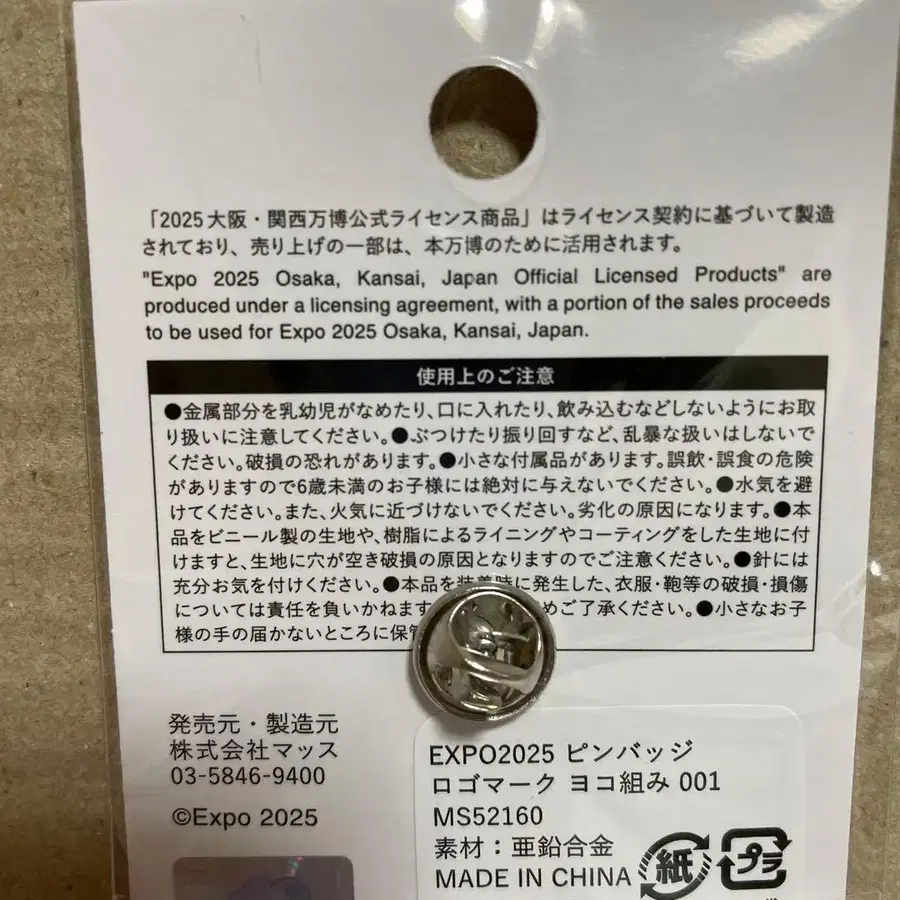 「2025大阪・関西万博公式ライセンス商品」はライセンス契約に基づいて製造
されており、売り上げの一部は、本万博のために活用されます。
"Expo 2025 Osaka, Kansai, Japan Official Licensed Products" are
produced under a licensing agreement, with a portion of the sales proceeds
to be used for Expo 2025 Osaka, Kansai, Japan.
使用上のご注意
●金属部分を乳幼児がなめたり、口に入れたり、飲み込むなどしないようにお取
り扱いに注意してください。●ぶつけたり振り回すなど、乱暴な扱いはしないで
ください。破損の恐れがあります。●小さな付属品があります。誤飲・誤食の危険
がありますので6歳未満のお子様には絶対に与えないでください。●水気を避
けてください。また、火気に近づけないでください。劣化の原因になります。●本
品をビニール製の生地や、樹脂によるライニングやコーティングをした生地に付
けますと、生地に穴が空き破損の原因となりますのでご注意ください。●針には
充分お気を付けください。●本品を装着時に発生した、衣服・鞄等の破損・損傷
については責任を負いかねます めご了承ください。●小さなお子
様の手の届かないところに保管
発売元・製造元
株式会社マッス
03-5846-9400
©Expo 2025
EXPO2025 ピンバッジ
ロゴマーク ヨコ組み 001
MS52160
素材：亜鉛合金
MADE IN CHINA
紙
プラ